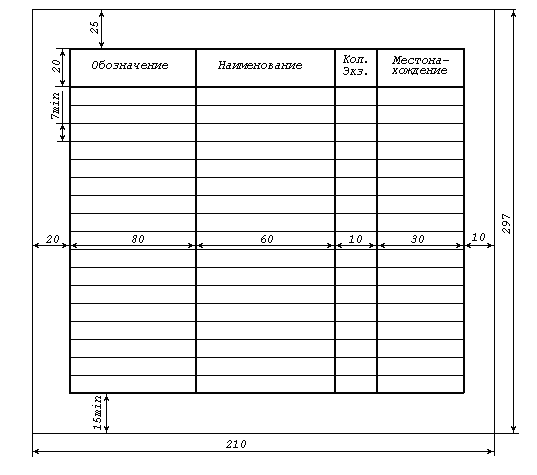 25
20
Обозначение
Наименование
Кол.
Экз.
Местона-
хождение
7min
20
80
60
10
30
10
297
15min
210